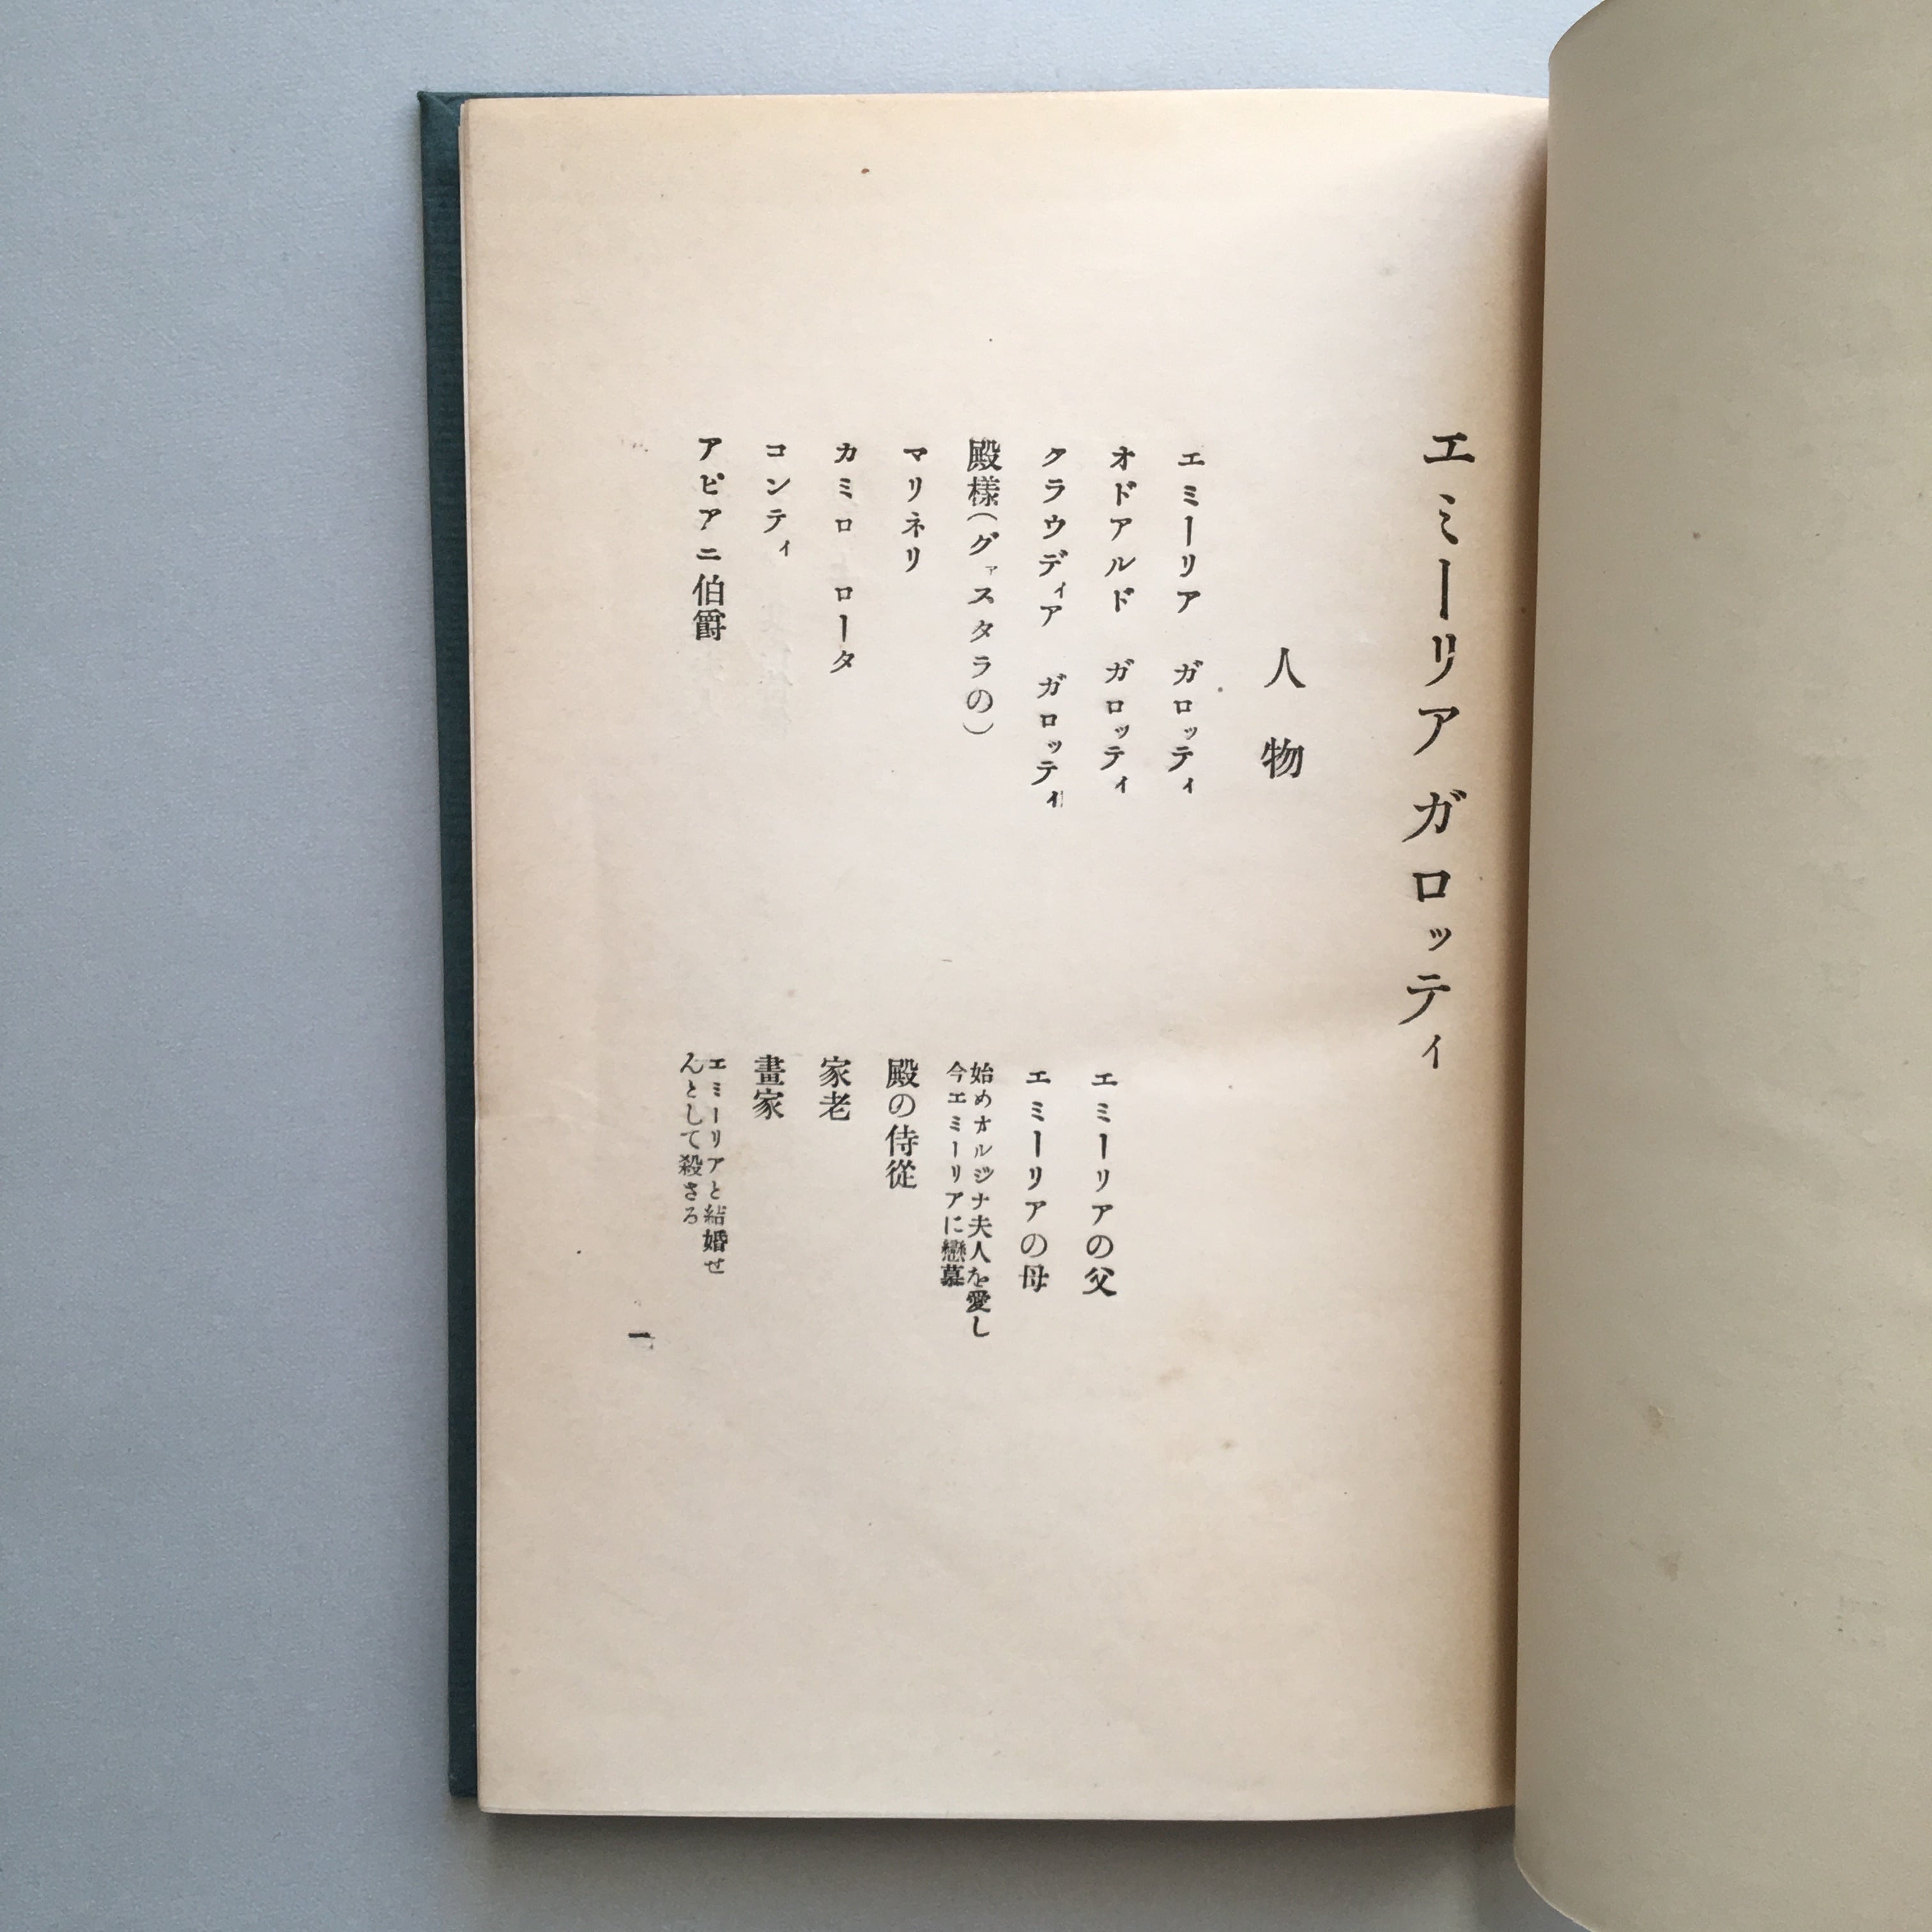 エミーリア ガロッティ
人物
エミーリア ガロッティ
オドアルド ガロッティ エミーリアの父
クラウディア ガロッティ エミーリアの母
殿様(グァスタラの) 始めオルジナ夫人を愛し
今エミーリアに戀慕
マリネリ 殿の侍從
カミロ ロータ 家老
コンティ 畫家
アピアニ伯爵 エミーリアと結婚せ
んとして殺さる
一